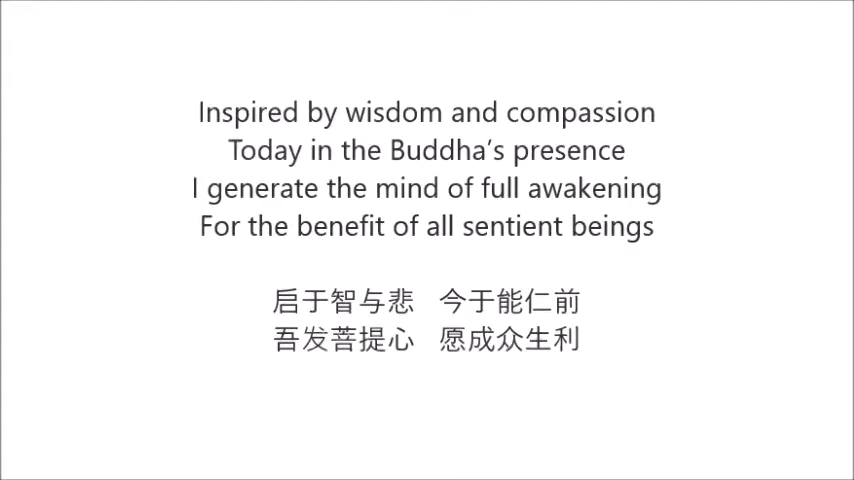 Inspired by wisdom and compassion
Today in the Buddha’s presence
I generate the mind of full awakening
For the benefit of all sentient beings
启于智与悲 今于能仁前
吾发菩提心 愿成众生利